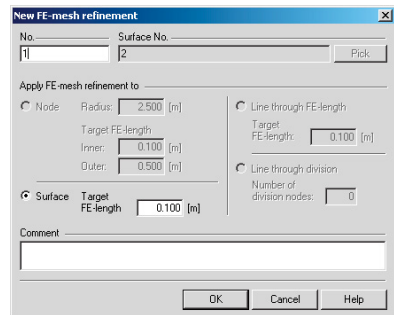 New FE-mesh refinement
No. Surface No.
1 2 Pick
Apply FE-mesh refinement to
Node Radius: 2.500 [m]
Target FE-length
Inner: 0.100 [m]
Outer: 0.500 [m]
Surface Target
FE-length 0.100 [m]
Line through FE-length
Target
FE-length: 0.100 [m]
Line through division
Number of
division nodes: 0
Comment
OK Cancel Help